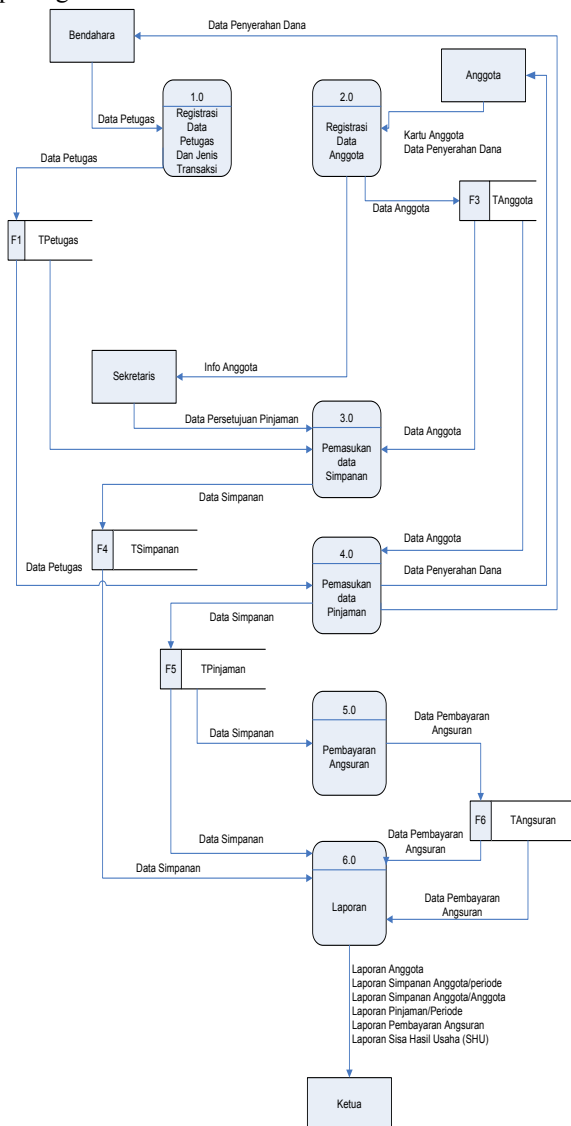 Data Penyerahan Dana
Bendahara
Anggota
1.0
Registrasi
Data
Petugas
Dan Jenis
Transaksi
2.0
Registrasi
Data
Anggota
Data Petugas
Kartu Anggota
Data Penyerahan Dana
Data Petugas
Data Anggota
F3
TAnggota
F1
TPetugas
Sekretaris
Info Anggota
Data Persetujuan Pinjaman
3.0
Pemasukan
data
Simpanan
Data Anggota
Data Simpanan
F4
TSimpanan
Data Petugas
4.0
Pemasukan
data
Pinjaman
Data Anggota
Data Penyerahan Dana
Data Simpanan
F5
TPinjaman
Data Simpanan
5.0
Pembayaran
Angsuran
Data Pembayaran
Angsuran
F6
TAngsuran
Data Simpanan
Data Simpanan
6.0
Laporan
Data Pembayaran
Angsuran
Data Pembayaran
Angsuran
Laporan Anggota
Laporan Simpanan Anggota/periode
Laporan Simpanan Anggota/Anggota
Laporan Pinjaman/Periode
Laporan Pembayaran Angsuran
Laporan Sisa Hasil Usaha (SHU)
Ketua